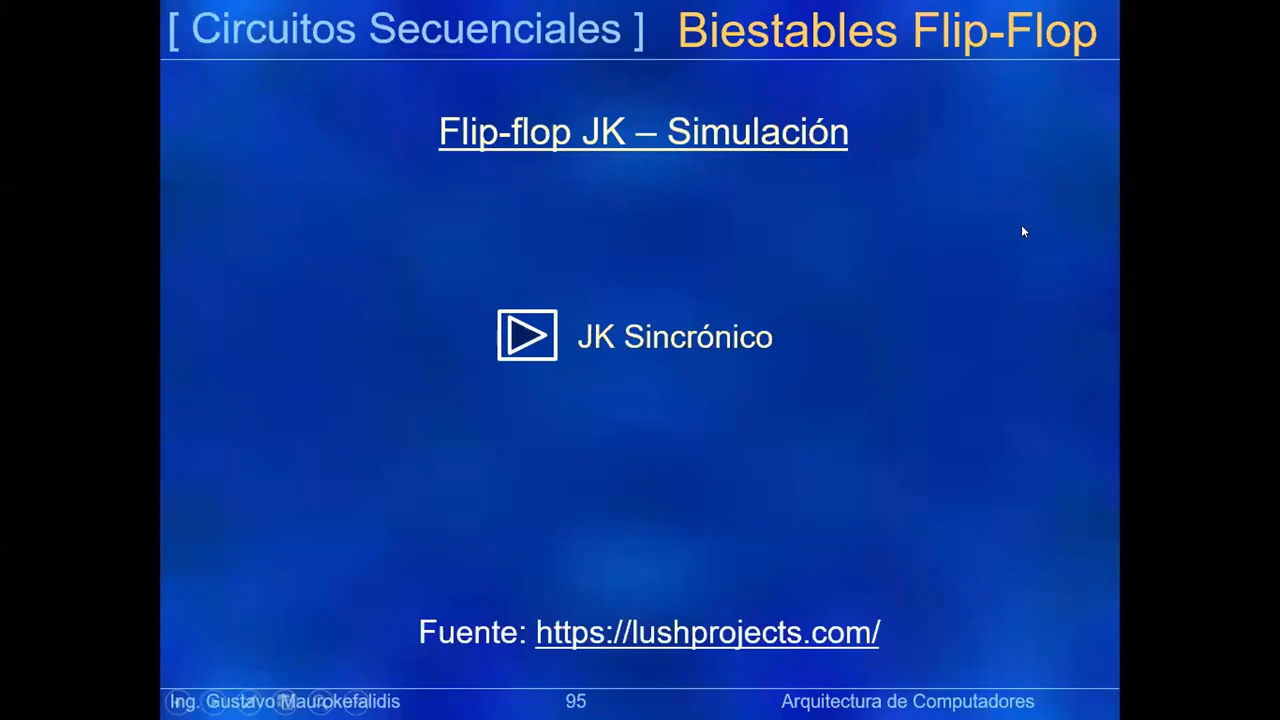 [ Circuitos Secuenciales ] Biestables Flip-Flop
Flip-flop JK – Simulación
JK Sincrónico
Fuente: https://lushprojects.com/
Ing. Gustavo Maurokefalidis 95 Arquitectura de Computadores